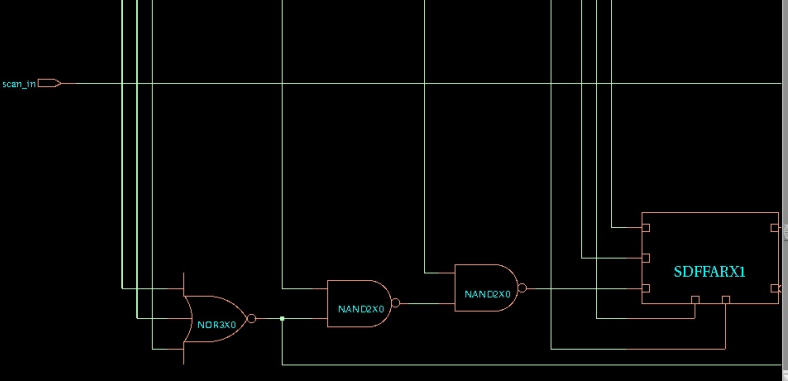 scan_in
SDFFARX1
NAND2X0
NAND2X0
NOR3X0